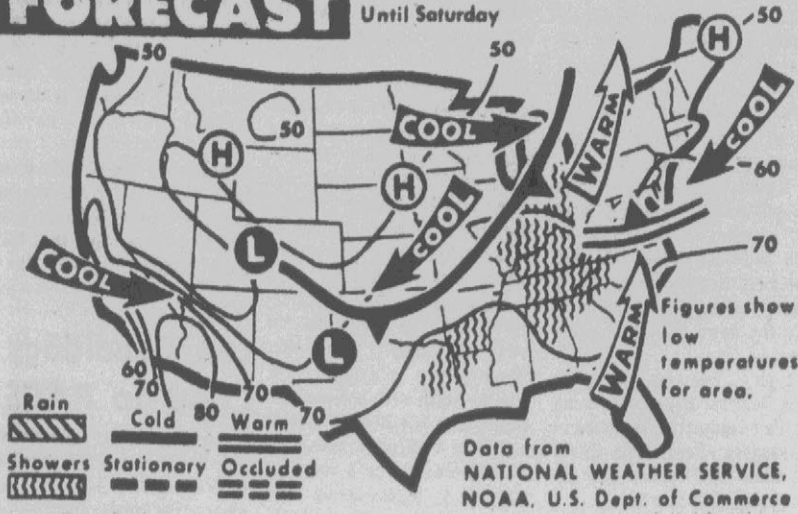 FORECAST
Until Saturday
50
50
50
H
COOL
WARM
COOL
50
H
H
60
COOL
L
70
COOL
WARM
L
60
70
80
70
70
Figures show
low
temperatures
for area.
Rain
Cold
Warm
Showers
Stationary
Occluded
Data from
NATIONAL WEATHER SERVICE,
NOAA, U.S. Dept. of Commerce